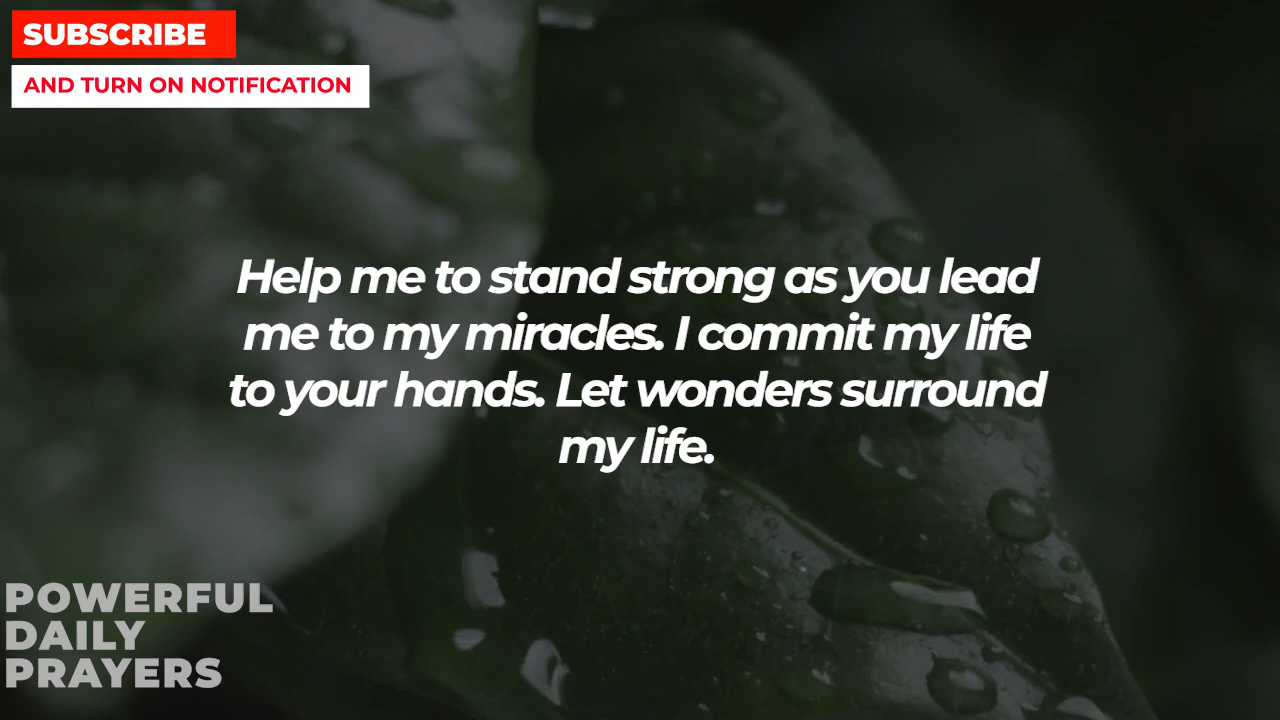 SUBSCRIBE
AND TURN ON NOTIFICATION
Help me to stand strong as you lead
me to my miracles. I commit my life
to your hands. Let wonders surround
my life.
POWERFUL
DAILY
PRAYERS